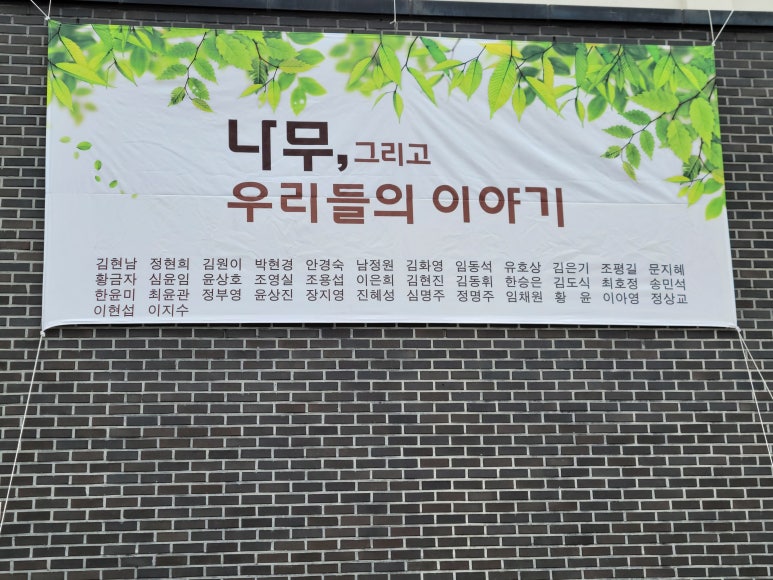 나무, 그리고
우리들의 이야기
김현남 정현희 김원이 박현경 안경숙 남정원 김화영 임동석 유호상 김은기 조평길 문지혜
황금자 심윤임 윤상호 조영실 조용섭 이은희 김현진 김동휘 한승은 김도식 최호정 송민석
한윤미 최윤관 정부영 윤상진 장지영 진혜성 심명주 정명주 임채원 황 윤 이아영 정상교
이현섭 이지수